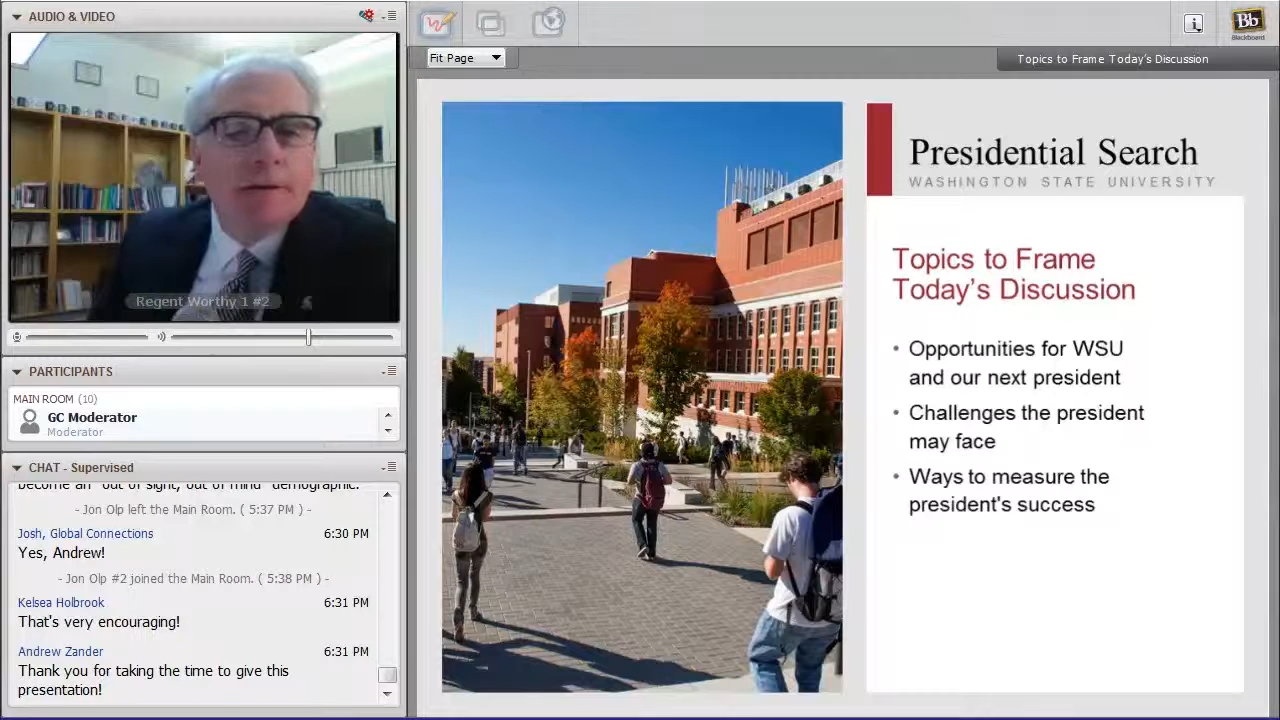 AUDIO & VIDEO
Regent Worthy 1 #2
PARTICIPANTS
MAIN ROOM (10)
GC Moderator
Moderator
CHAT - Supervised
become an "out of sight, out of mind" demographic.
- Jon Olp left the Main Room. ( 5:37 PM ) -
Josh, Global Connections 6:30 PM
Yes, Andrew!
- Jon Olp #2 joined the Main Room. ( 5:38 PM ) -
Kelsea Holbrook 6:31 PM
That's very encouraging!
Andrew Zander 6:31 PM
Thank you for taking the time to give this
presentation!
Bb
Blackboard
Fit Page
Topics to Frame Today's Discussion
Presidential Search
WASHINGTON STATE UNIVERSITY
Topics to Frame
Today's Discussion
• Opportunities for WSU
and our next president
• Challenges the president
may face
• Ways to measure the
president's success